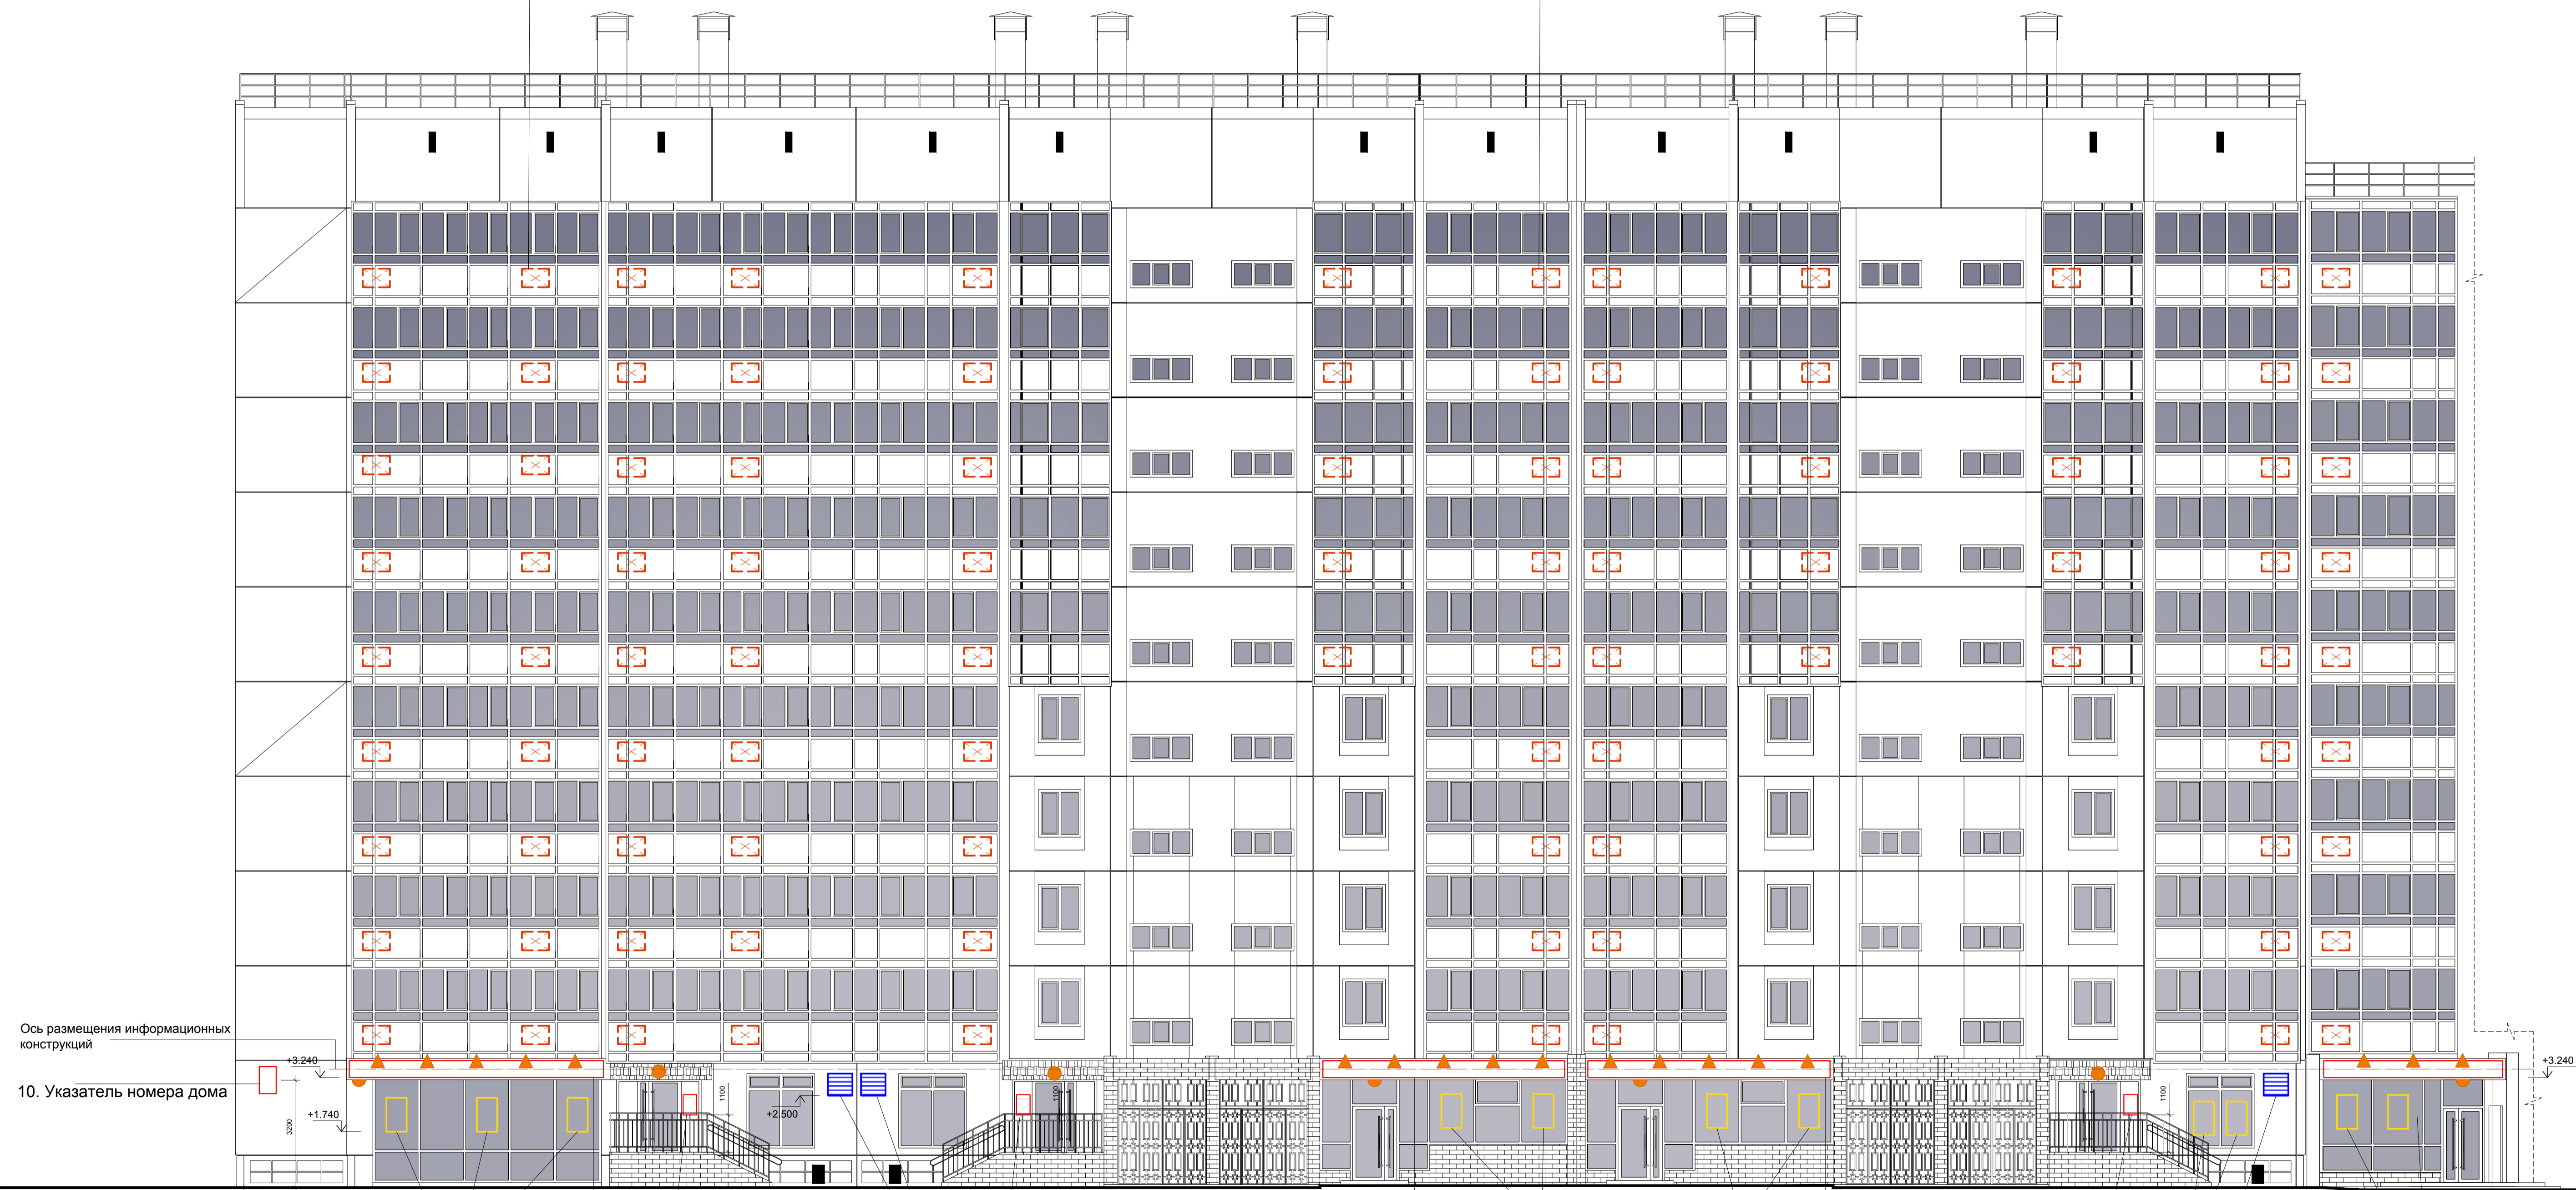 Ось размещения информационных
конструкций
+3.240
10. Указатель номера дома
+1.740
3200
1100
+2.500
1100
1100
+3.240